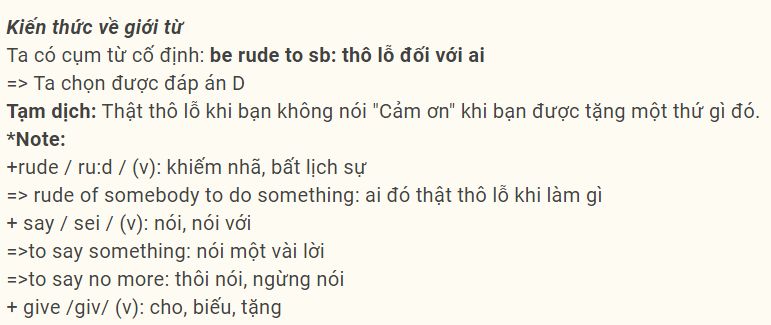 Kiến thức về giới từ
Ta có cụm từ cố định: be rude to sb: thô lỗ đối với ai
=> Ta chọn được đáp án D
Tạm dịch: Thật thô lỗ khi bạn không nói "Cảm ơn" khi bạn được tặng một thứ gì đó.
*Note:
+rude / ru:d / (v): khiếm nhã, bất lịch sự
=> rude of somebody to do something: ai đó thật thô lỗ khi làm gì
+ say / sei / (v): nói, nói với
=>to say something: nói một vài lời
=>to say no more: thôi nói, ngừng nói
+ give /giv/ (v): cho, biếu, tặng